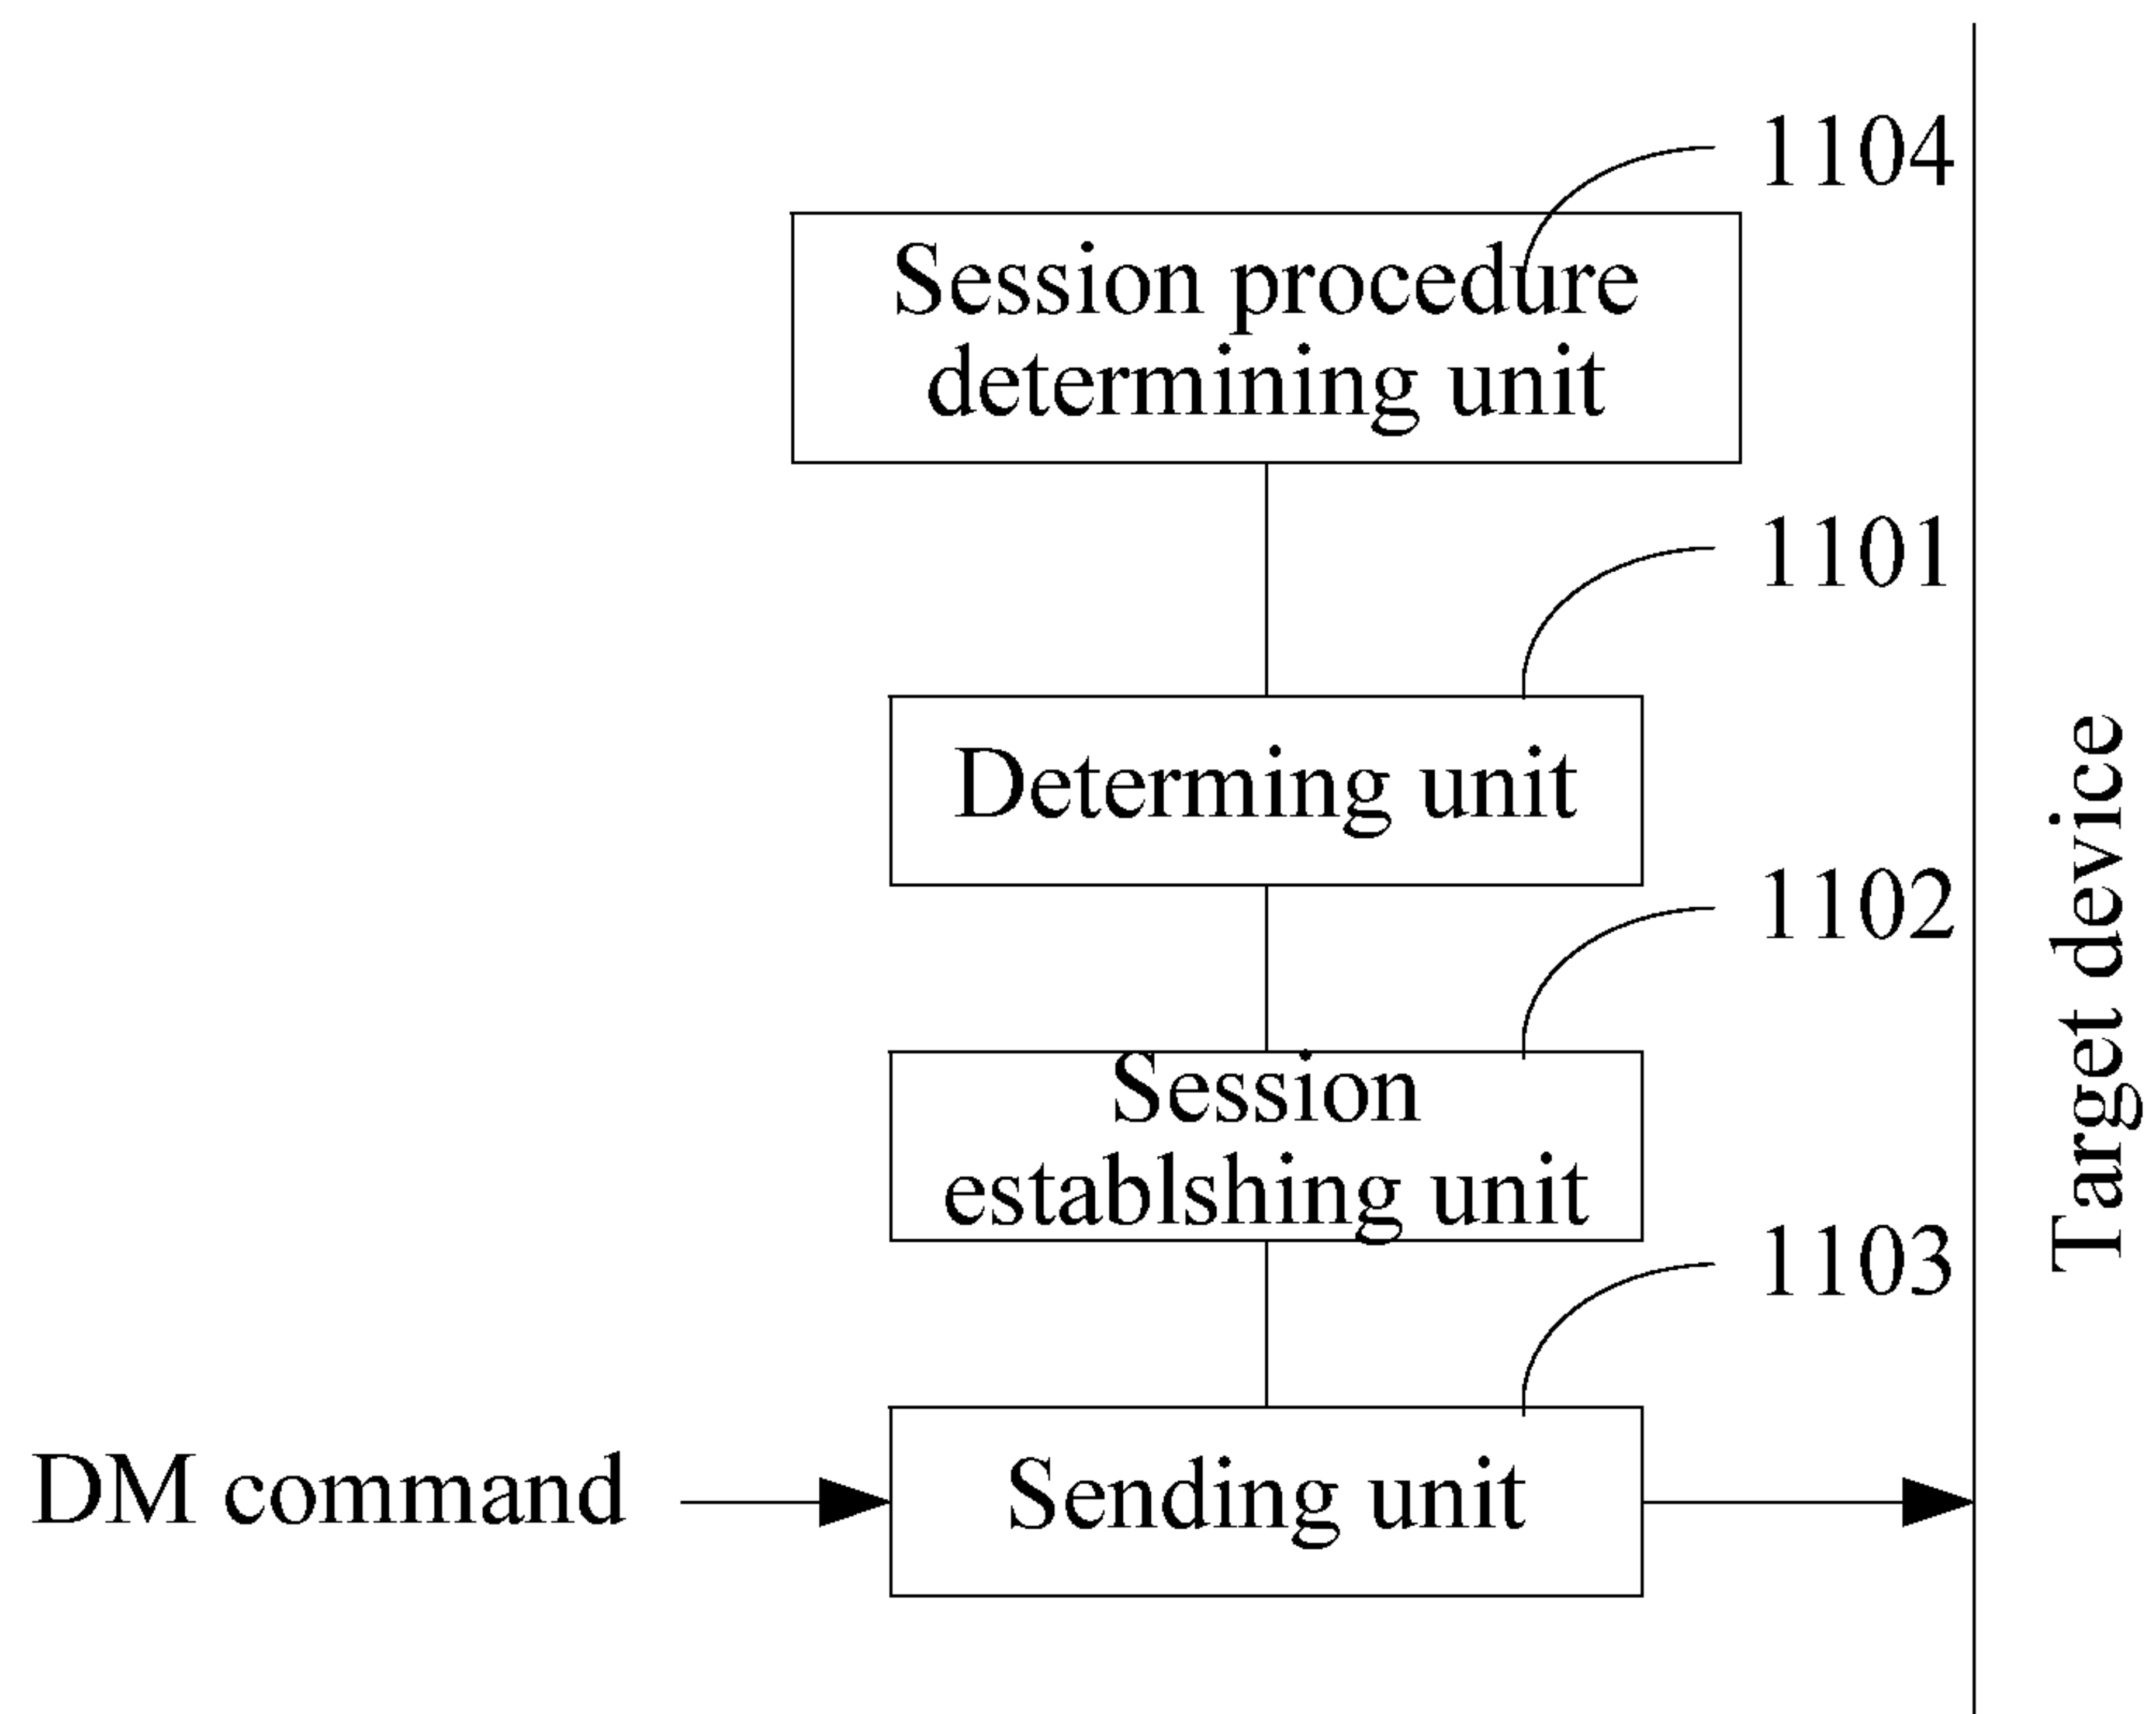 1104
Session procedure
determining unit
1101
Determing unit
1102
Session
establshing unit
1103
DM command
Sending unit
Target device